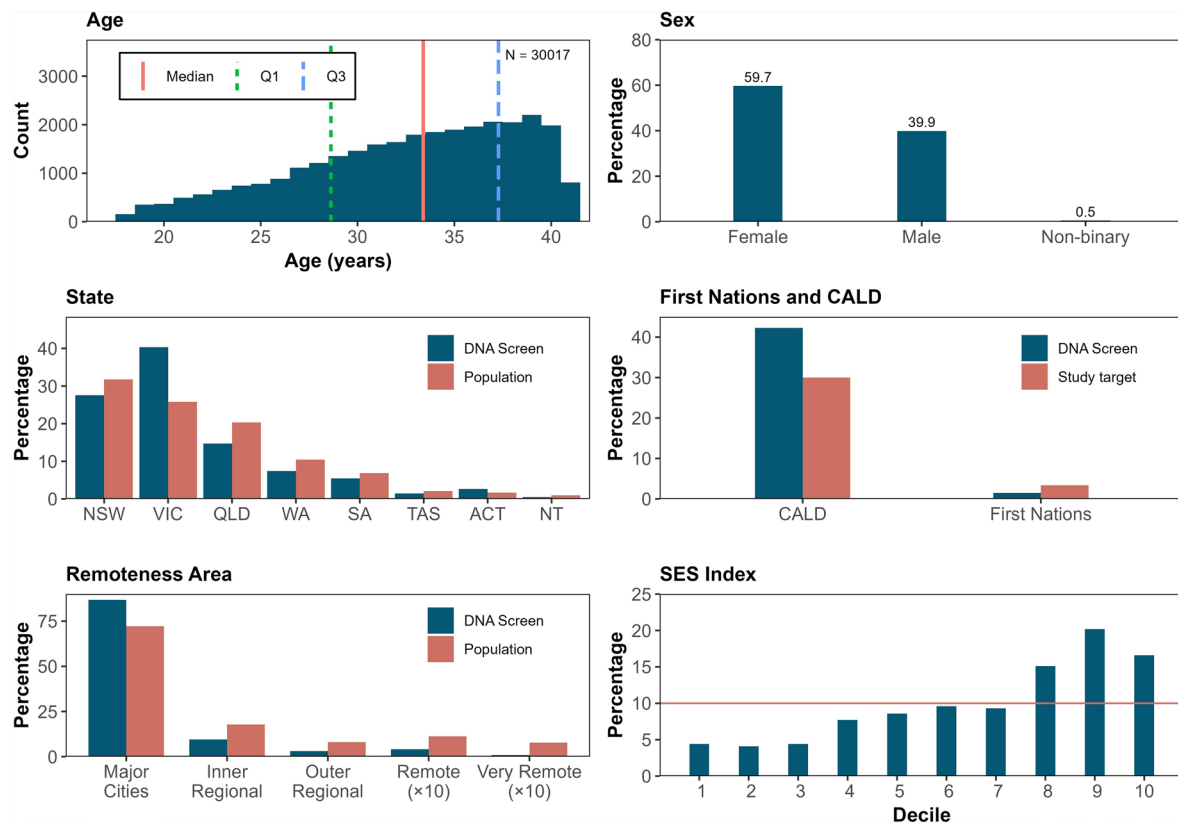 Age
Count
3000
2000
1000
0
Median
Q1
Q3
N = 30017
20
25
30
35
40
Age (years)
Sex
Percentage
80
60
40
20
0
59.7
39.9
0.5
Female
Male
Non-binary
State
Percentage
40
30
20
10
0
DNA Screen
Population
NSW
VIC
QLD
WA
SA
TAS
ACT
NT
First Nations and CALD
Percentage
40
30
20
10
0
DNA Screen
Study target
CALD
First Nations
Remoteness Area
Percentage
75
50
25
0
DNA Screen
Population
Major
Cities
Inner
Regional
Outer
Regional
Remote
(×10)
Very Remote
(×10)
SES Index
Percentage
25
20
15
10
5
0
1
2
3
4
5
6
7
8
9
10
Decile